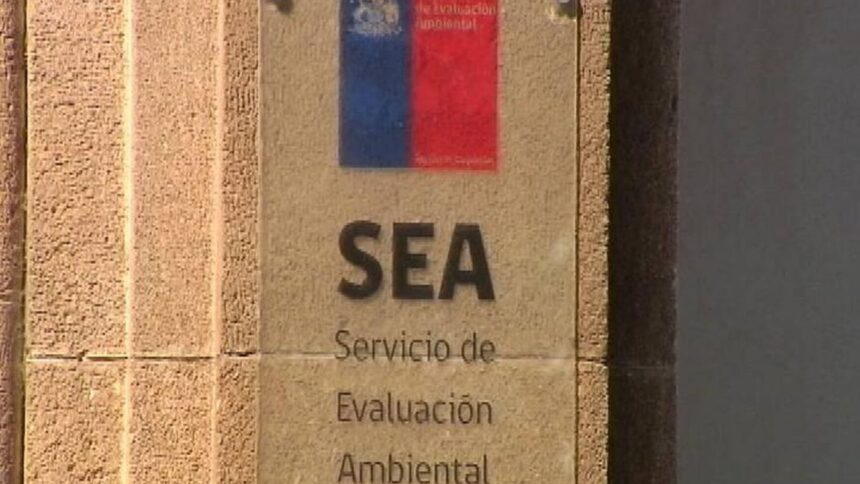 de Evaluación
Ambiental
SEA
Servicio de
Evaluación
Ambiental